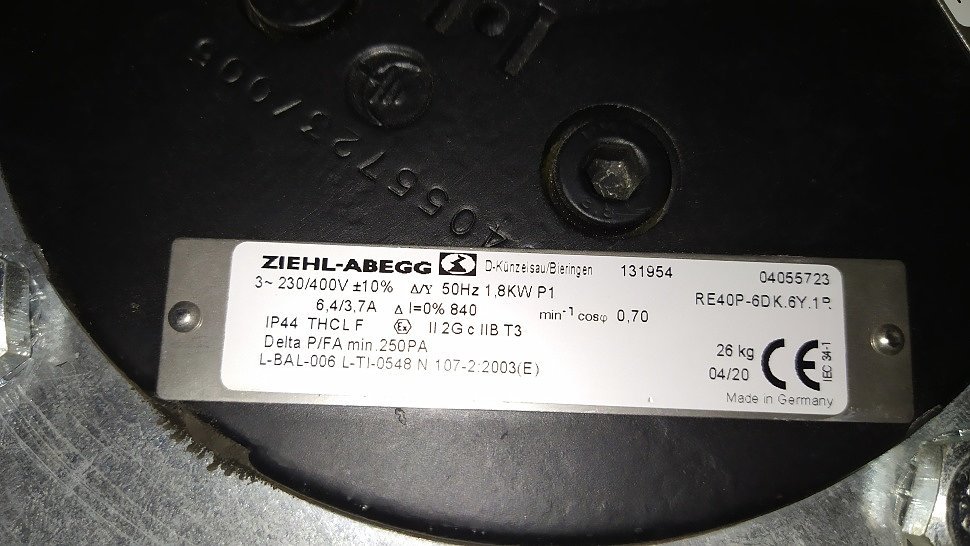 4055723/003
ZIEHL-ABEGG D-Künzelsau/Bieringen 131954 04055723
3~ 230/400V ±10% Δ/Y 50Hz 1,8KW P1 RE40P-6DK.6Y.1R
6,4/3,7A Δ I=0% 840 min⁻¹ cosφ 0,70
IP44 THCL F Ex II 2G c IIB T3
Delta P/FA min.250PA 26 kg CE
L-BAL-006 L-TI-0548 N 107-2:2003(E) 04/20 IEC 34-1
Made in Germany